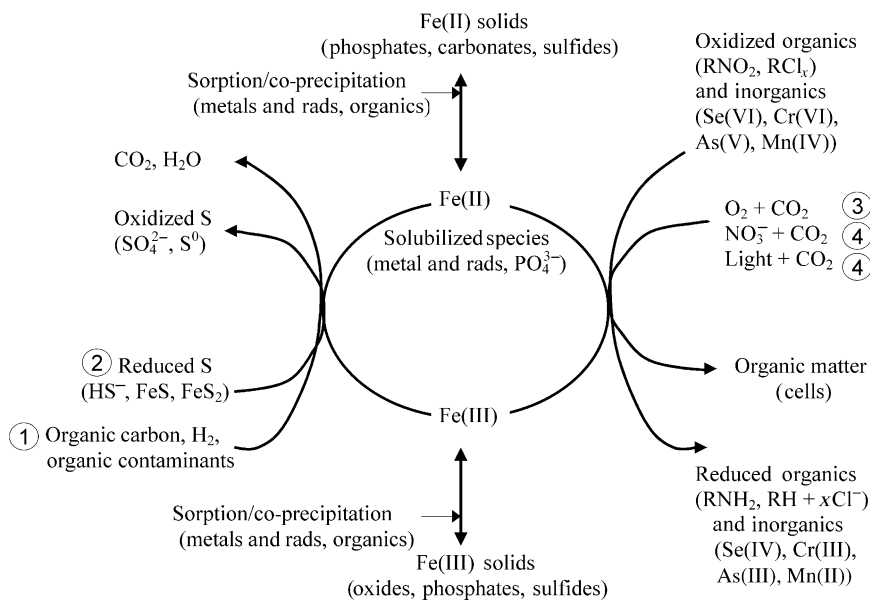 Fe(II) solids
(phosphates, carbonates, sulfides)
Sorption/co-precipitation
(metals and rads, organics)
Oxidized organics
(RNO₂, RClₓ)
and inorganics
(Se(VI), Cr(VI),
As(V), Mn(IV))
CO₂, H₂O
Oxidized S
(SO₄²⁻, S⁰)
Fe(II)
Solubilized species
(metal and rads, PO₄³⁻)
O₂ + CO₂ ③
NO₃⁻ + CO₂ ④
Light + CO₂ ④
② Reduced S
(HS⁻, FeS, FeS₂)
① Organic carbon, H₂,
organic contaminants
Fe(III)
Organic matter
(cells)
Reduced organics
(RNH₂, RH + xCl⁻)
and inorganics
(Se(IV), Cr(III),
As(III), Mn(II))
Sorption/co-precipitation
(metals and rads, organics)
Fe(III) solids
(oxides, phosphates, sulfides)